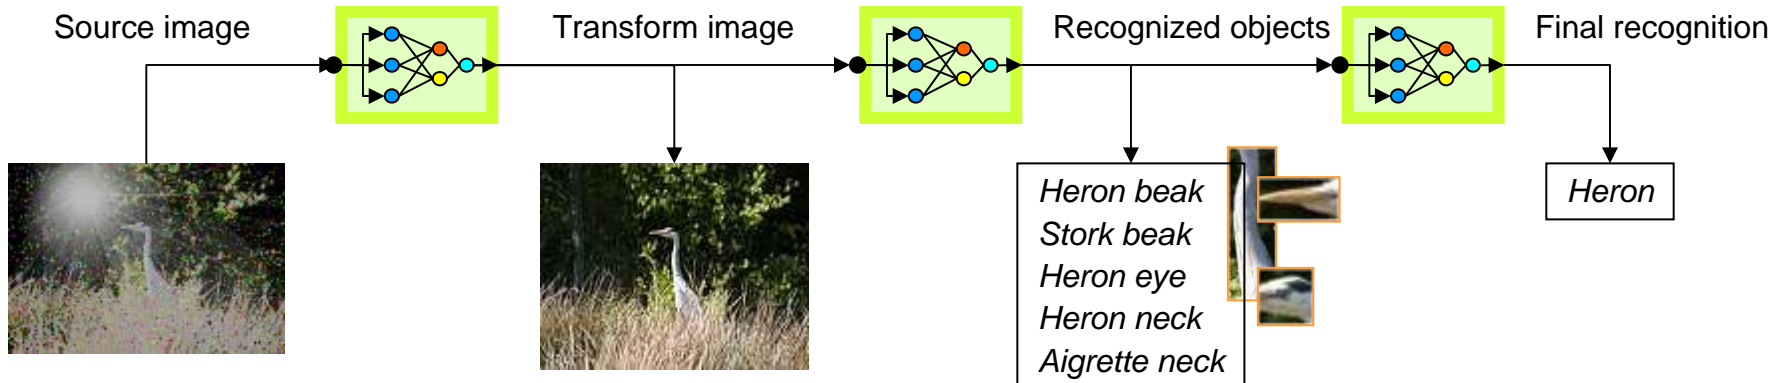 Source image
Transform image
Recognized objects
Final recognition
Heron beak
Stork beak
Heron eye
Heron neck
Aigrette neck
Heron